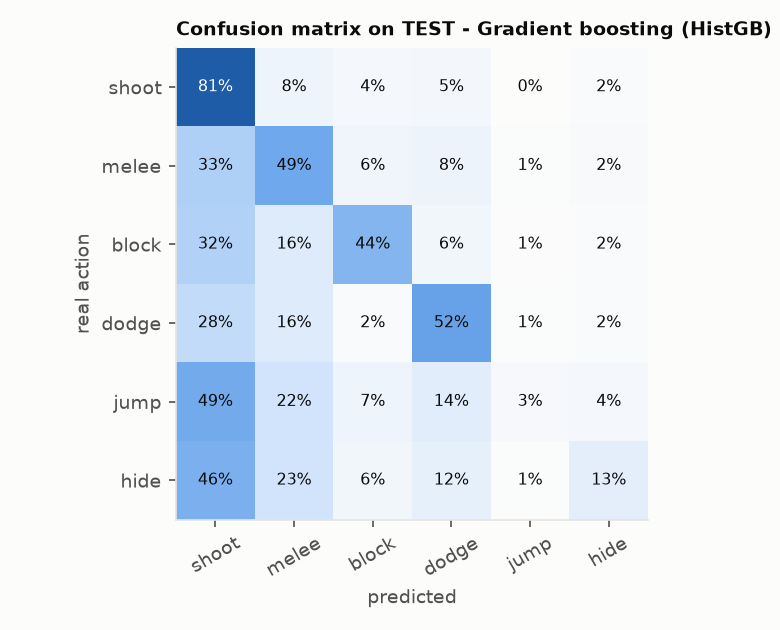 Confusion matrix on TEST - Gradient boosting (HistGB)
shoot 81% 8% 4% 5% 0% 2%
melee 33% 49% 6% 8% 1% 2%
block 32% 16% 44% 6% 1% 2%
dodge 28% 16% 2% 52% 1% 2%
jump 49% 22% 7% 14% 3% 4%
hide 46% 23% 6% 12% 1% 13%
real action
shoot melee block dodge jump hide
predicted